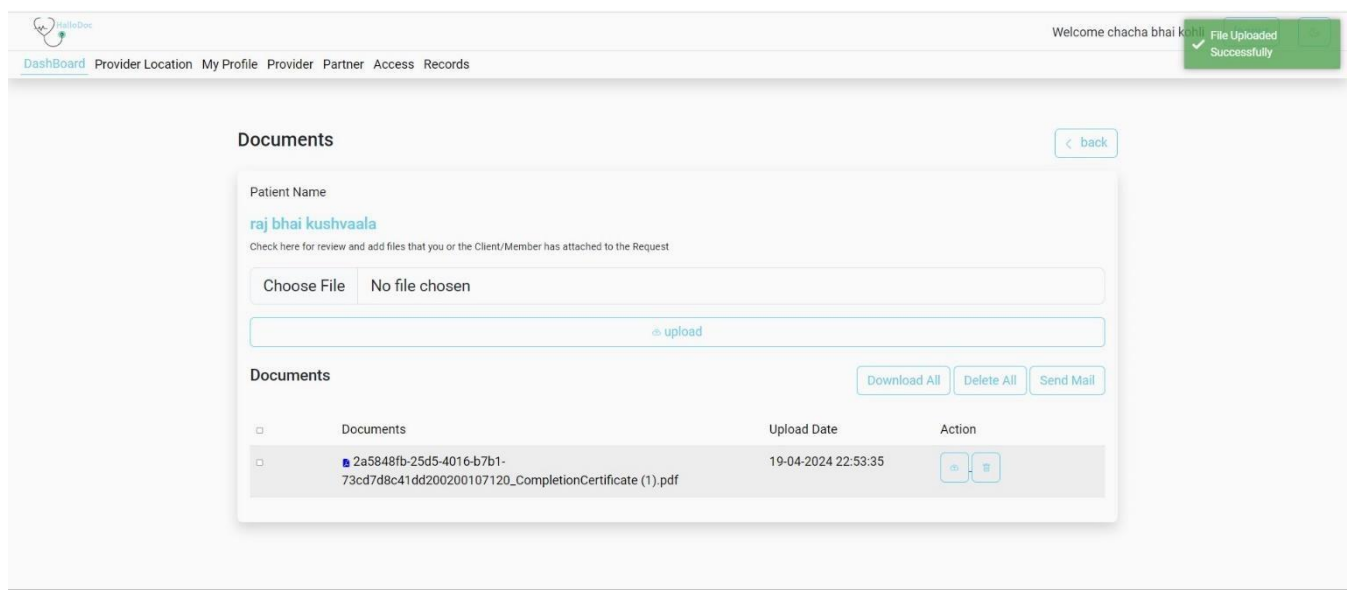 HalloDoc
Welcome chacha bhai kohli
File Uploaded
Successfully
DashBoard Provider Location My Profile Provider Partner Access Records
Documents
back
Patient Name
raj bhai kushvaala
Check here for review and add files that you or the Client/Member has attached to the Request
Choose File No file chosen
upload
Documents
Download All Delete All Send Mail
Documents Upload Date Action
2a5848fb-25d5-4016-b7b1- 19-04-2024 22:53:35
73cd7d8c41dd200200107120_CompletionCertificate (1).pdf